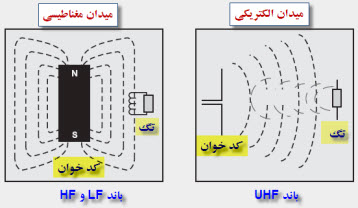 میدان الکتریکی
میدان مغناطیسی
N
S
تگ
کد خوان
تگ
کد خوان
باند UHF
باند LF و HF